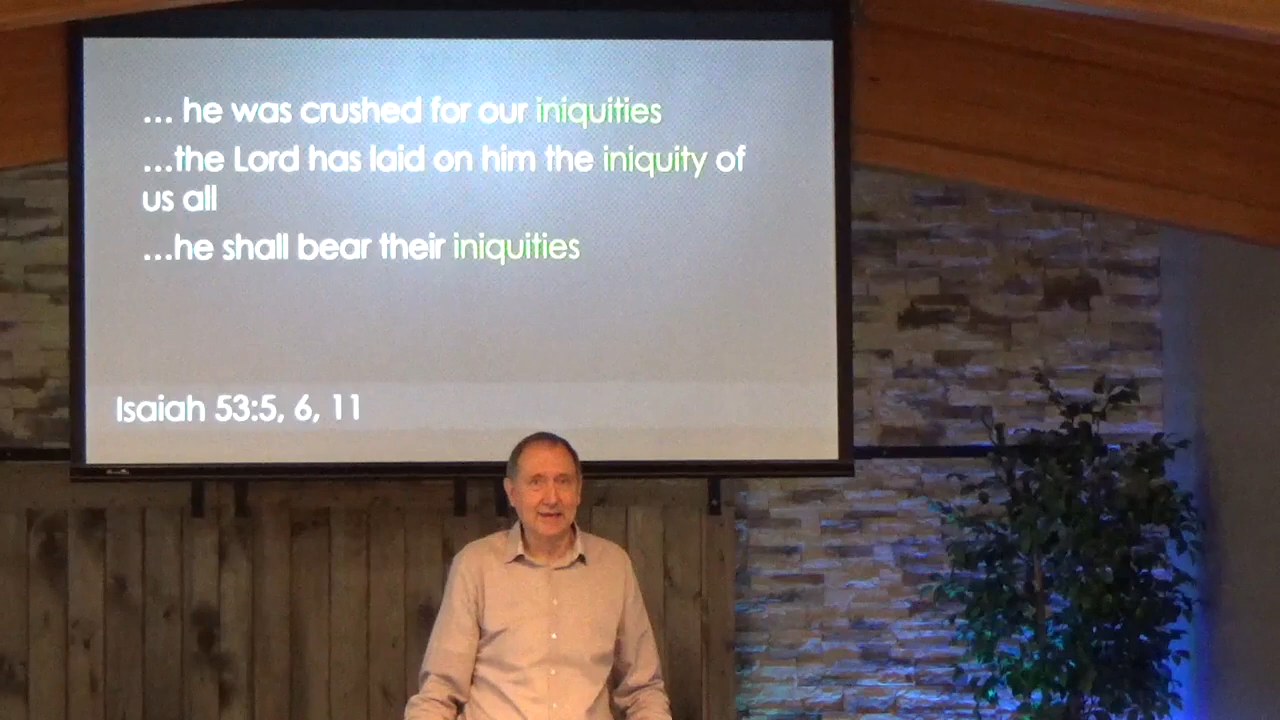 ... he was crushed for our iniquities
...the Lord has laid on him the iniquity of
us all
...he shall bear their iniquities
Isaiah 53:5, 6, 11